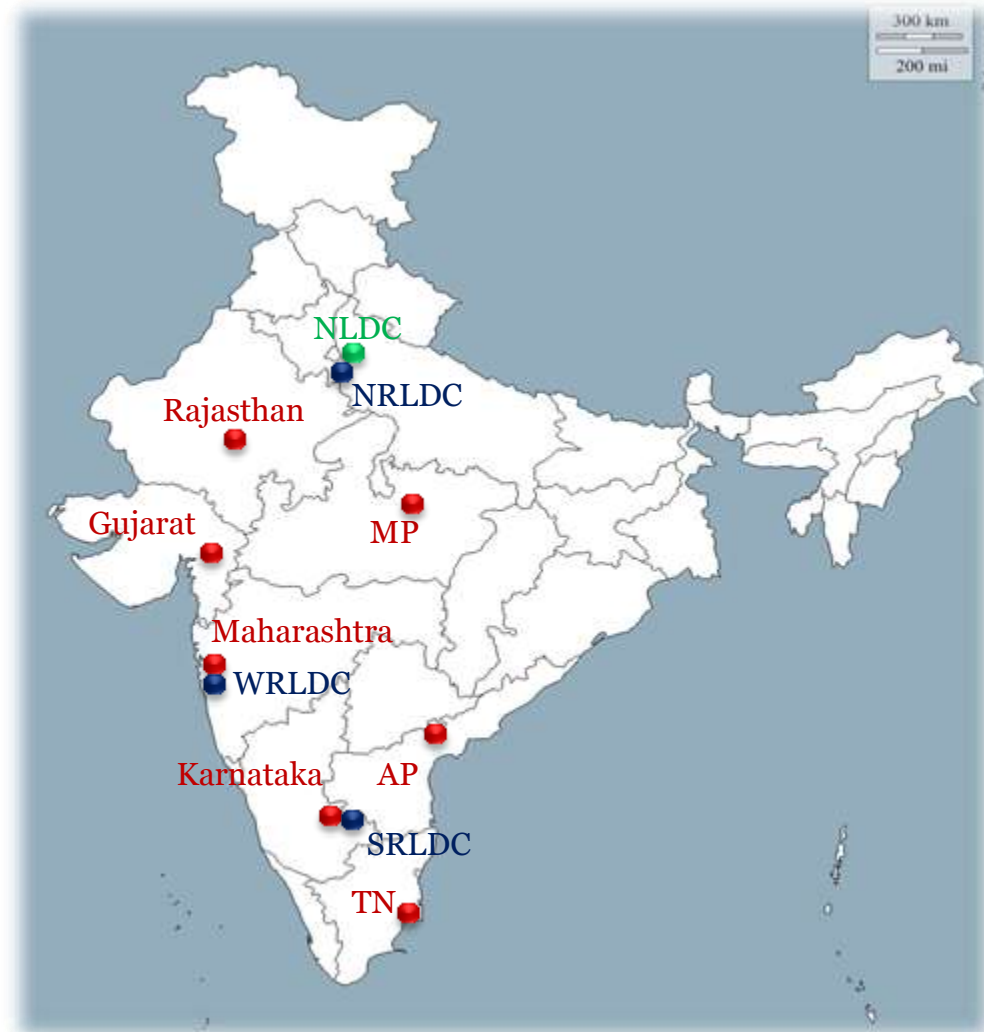 300 km
200 mi
NLDC
NRLDC
Rajasthan
Gujarat
MP
Maharashtra
WRLDC
Karnataka
AP
SRLDC
TN